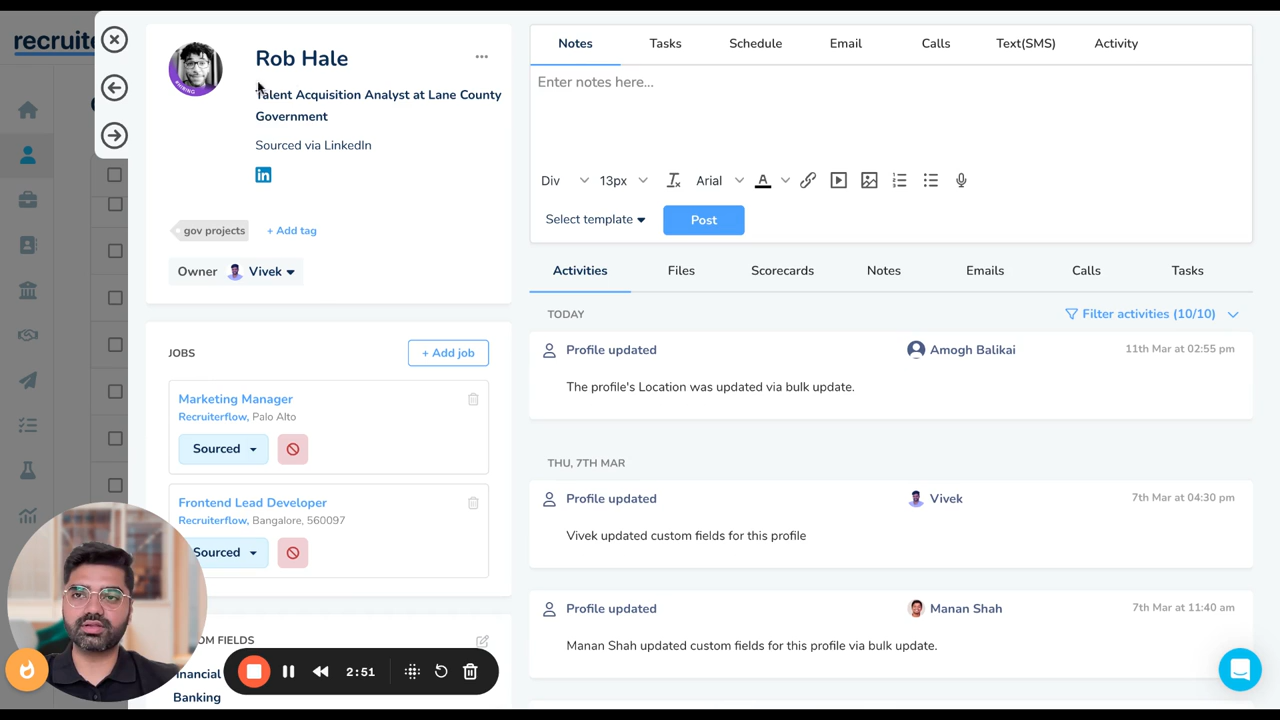 recruite
Rob Hale
Talent Acquisition Analyst at Lane County
Government
Sourced via LinkedIn
in
#HIRING
gov projects
+ Add tag
Owner
Vivek
JOBS
+ Add job
Marketing Manager
Recruiterflow, Palo Alto
Sourced
Frontend Lead Developer
Recruiterflow, Bangalore, 560097
Sourced
OM FIELDS
inancial
Banking
2:51
Notes
Tasks
Schedule
Email
Calls
Text(SMS)
Activity
Enter notes here...
Div
13px
Arial
A
Select template
Post
Activities
Files
Scorecards
Notes
Emails
Calls
Tasks
TODAY
Filter activities (10/10)
Profile updated
Amogh Balikai
11th Mar at 02:55 pm
The profile's Location was updated via bulk update.
THU, 7TH MAR
Profile updated
Vivek
7th Mar at 04:30 pm
Vivek updated custom fields for this profile
Profile updated
Manan Shah
7th Mar at 11:40 am
Manan Shah updated custom fields for this profile via bulk update.